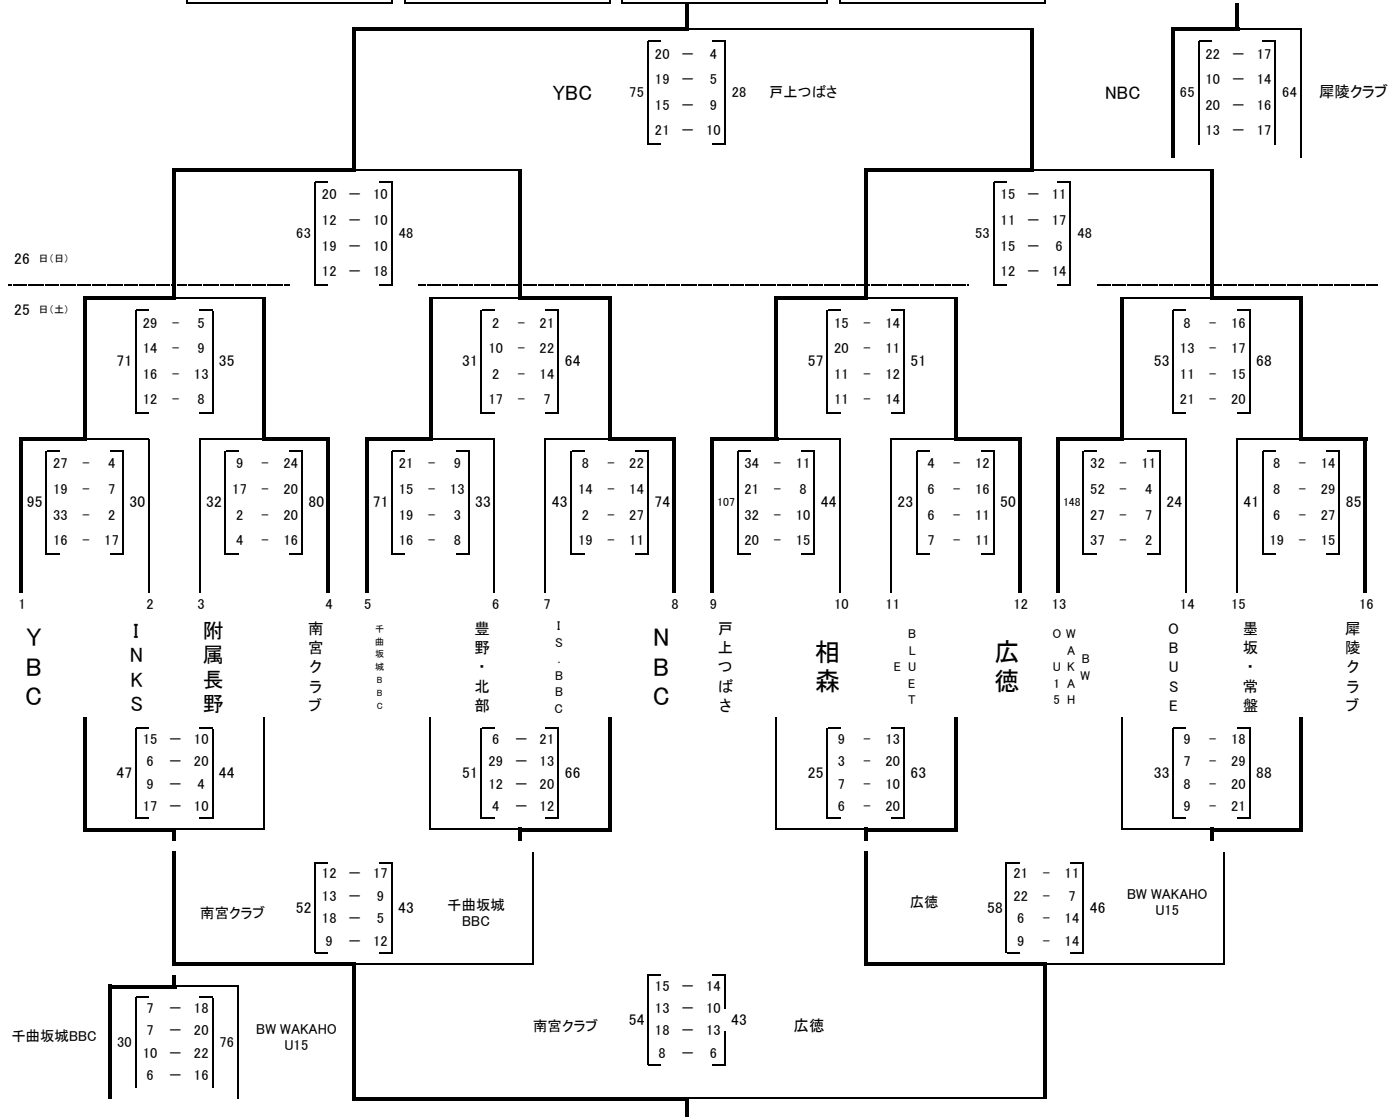 YBC 75 20 － 4 28 戸上つばさ
19 － 5
15 － 9
21 － 10
NBC 65 22 － 17 64 犀陵クラブ
10 － 14
20 － 16
13 － 17
63 20 － 10 48
12 － 10
19 － 10
12 － 18
53 15 － 11 48
11 － 17
15 － 6
12 － 14
26 日（日）
25 日（土）
71 29 － 5 35
14 － 9
16 － 13
12 － 8
31 2 － 21 64
10 － 22
2 － 14
17 － 7
57 15 － 14 51
20 － 11
11 － 12
11 － 14
53 8 － 16 68
13 － 17
11 － 15
21 － 20
95 27 － 4 30
19 － 7
33 － 2
16 － 17
32 9 － 24 80
17 － 20
2 － 20
4 － 16
71 21 － 9 33
15 － 13
19 － 3
16 － 8
43 8 － 22 74
14 － 14
2 － 27
19 － 11
107 34 － 11 44
21 － 8
32 － 10
20 － 15
23 4 － 12 50
6 － 16
6 － 11
7 － 11
148 32 － 11 24
52 － 4
27 － 7
37 － 2
41 8 － 14 85
8 － 29
6 － 27
19 － 15
1 2 3 4 5 6 7 8 9 10 11 12 13 14 15 16
YBC
INKS
附属長野
南宮クラブ
千曲坂城BBC
豊野・北部
IS．BBC
NBC
戸上つばさ
相森
BLUET
E
広徳
BW
WAKAH
O U15
OBUSE
墨坂・常盤
犀陵クラブ
47 15 － 10 44
6 － 20
9 － 4
17 － 10
51 6 － 21 66
29 － 13
12 － 20
4 － 12
25 9 － 13 63
3 － 20
7 － 10
6 － 20
33 9 － 18 88
7 － 29
8 － 20
9 － 21
南宮クラブ 52 12 － 17 43 千曲坂城
BBC
13 － 9
18 － 5
9 － 12
広徳 58 21 － 11 46 BW WAKAHO
U15
22 － 7
6 － 14
9 － 14
千曲坂城BBC 30 7 － 18 76 BW WAKAHO
U15
7 － 20
10 － 22
6 － 16
南宮クラブ 54 15 － 14 43 広徳
13 － 10
18 － 13
8 － 6